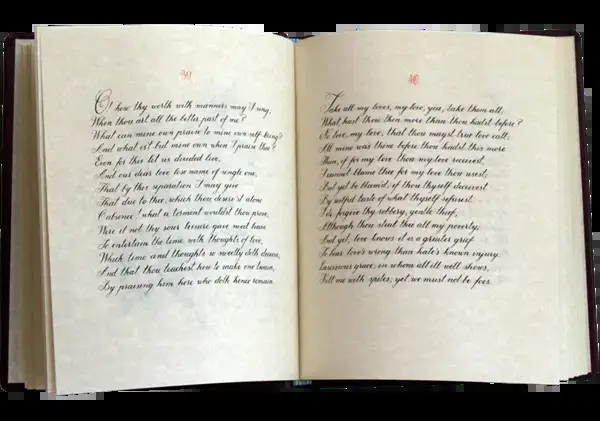 39
O! how thy worth with manners may I sing,
When thou art all the better part of me?
What can mine own praise to mine own self bring?
And what is't but mine own when I praise thee?
Even for this let us divided live,
And our dear love lose name of single one,
That by this separation I may give
That due to thee, which thou deserv'st alone.
O absence! what a torment wouldst thou prove,
Were it not thy sour leisure gave sweet leave
To entertain the time with thoughts of love,
Which time and thoughts so sweetly doth deceive,
And that thou teachest how to make one twain,
By praising him here who doth hence remain.
40
Take all my loves, my love, yea, take them all;
What hast thou then more than thou hadst before?
No love, my love, that thou mayst true love call;
All mine was thine before thou hadst this more.
Then, if for my love thou my love receivest,
I cannot blame thee for my love thou usest;
But yet be blam'd, if thou thyself deceivest
By wilful taste of what thyself refusest.
I do forgive thy robbery, gentle thief,
Although thou steal thee all my poverty;
And yet, love knows it is a greater grief
To bear love's wrong than hate's known injury.
Lascivious grace, in whom all ill well shows,
Kill me with spites; yet we must not be foes.